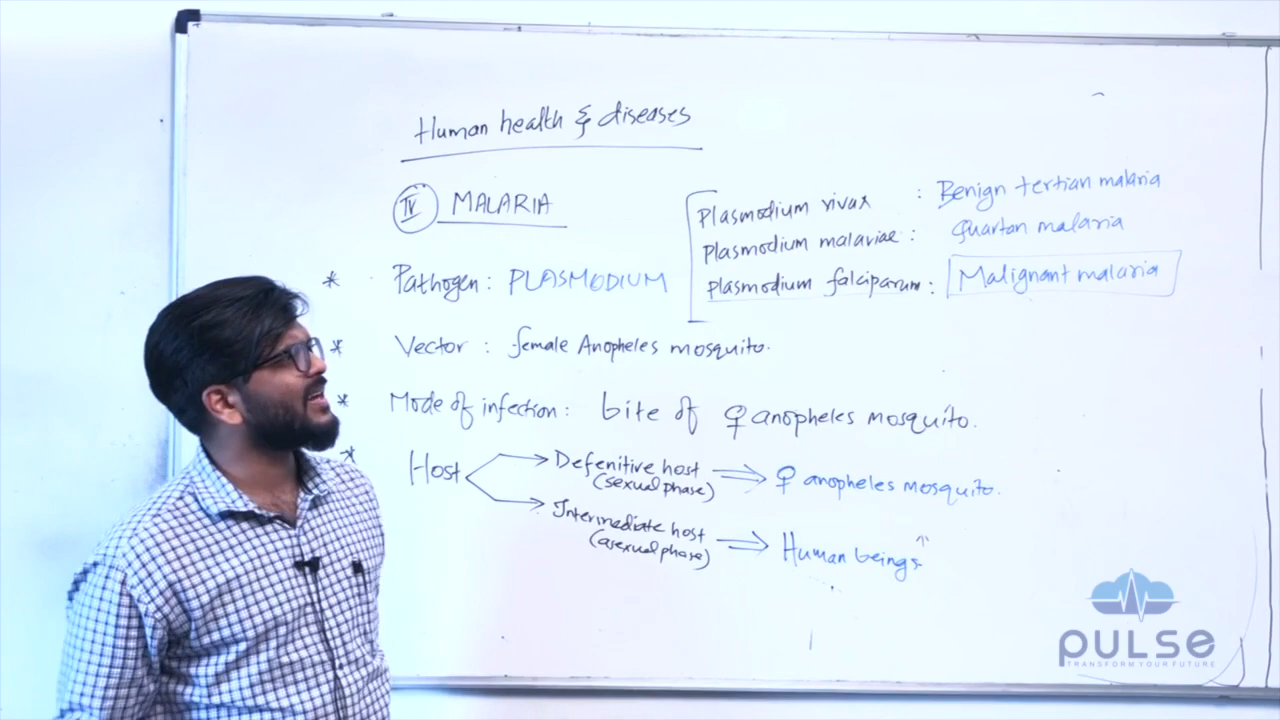 Human health & diseases
IV MALARIA
Plasmodium vivax : Benign tertian malaria
Plasmodium malariae : Quartan malaria
plasmodium falciparum : Malignant malaria
* Pathogen : PLASMODIUM
* Vector : female Anopheles mosquito.
* Mode of infection : bite of ♀ anopheles mosquito.
* Host
Defenitive host ⇒ ♀ anopheles mosquito.
(sexual phase)
Intermediate host ⇒ Human beings
(asexual phase)
PULSE
TRANSFORM YOUR FUTURE